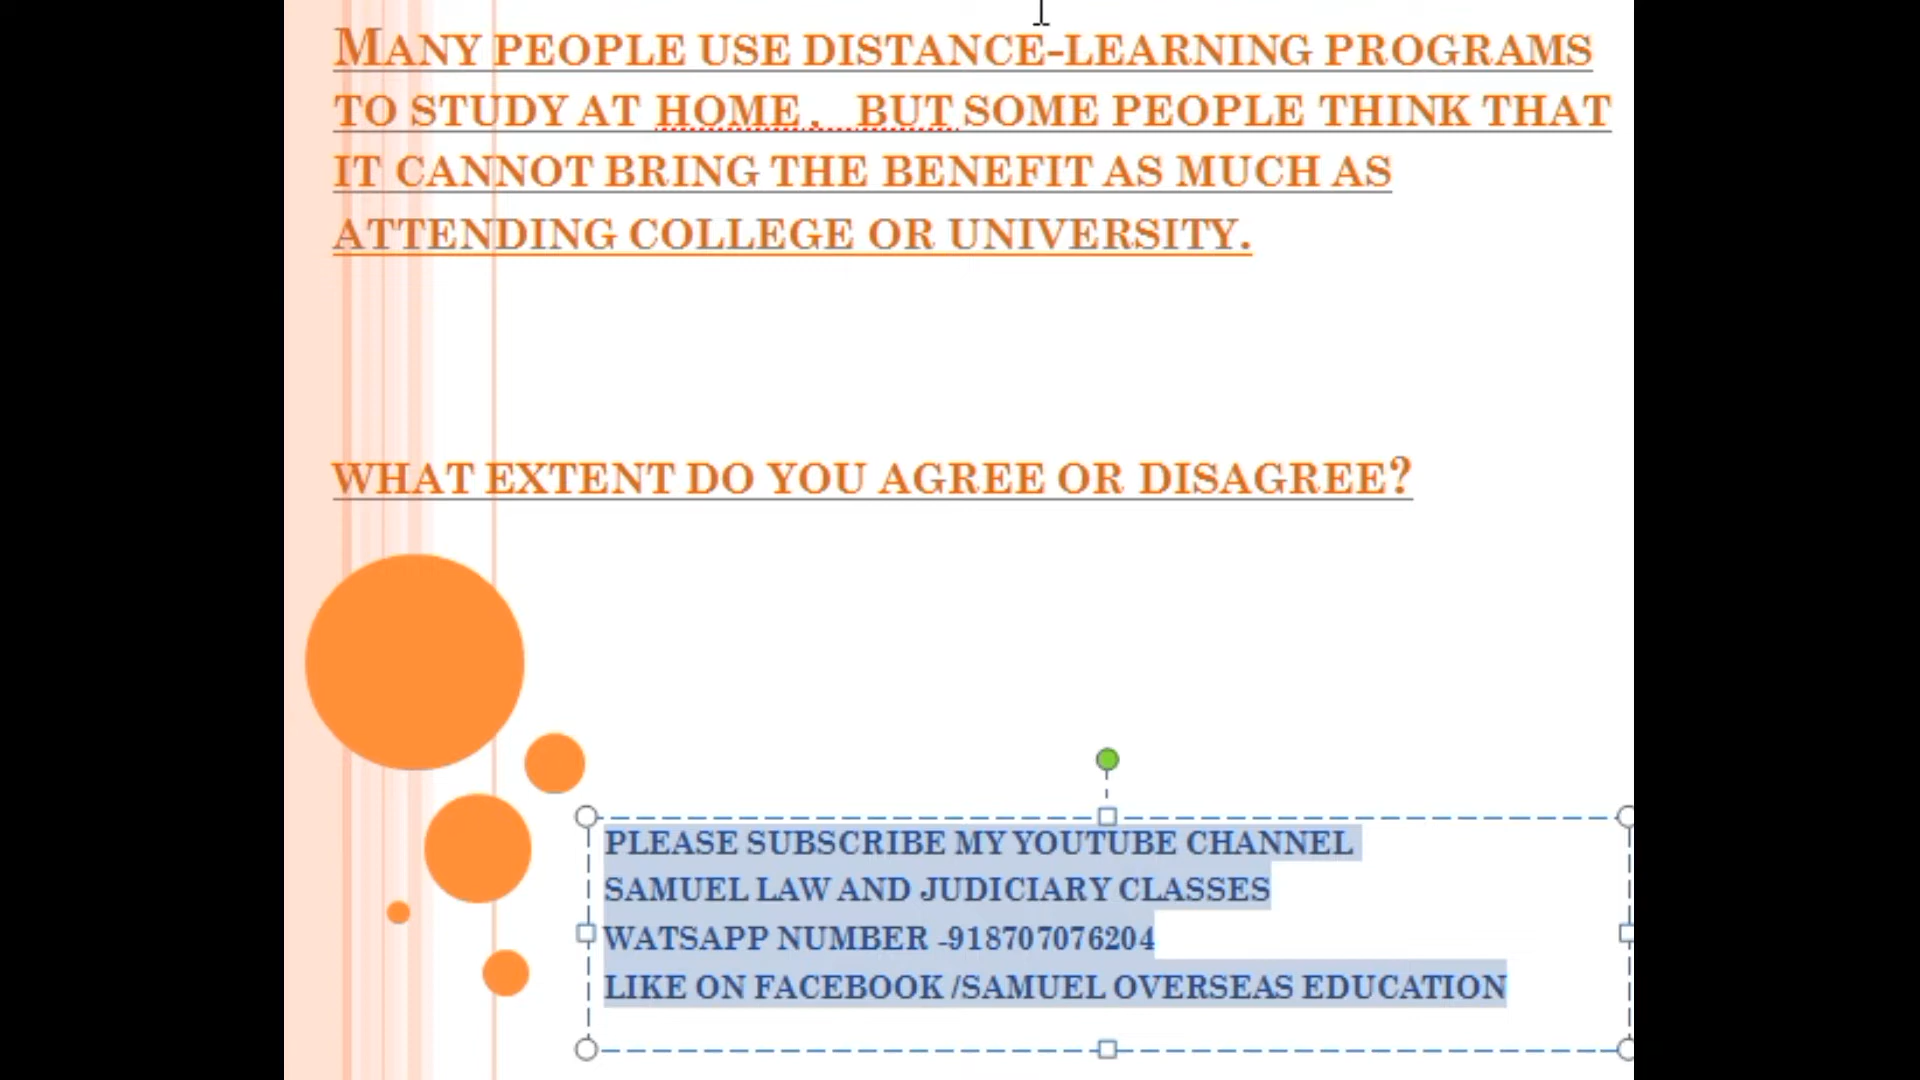 MANY PEOPLE USE DISTANCE-LEARNING PROGRAMS
TO STUDY AT HOME , BUT SOME PEOPLE THINK THAT
IT CANNOT BRING THE BENEFIT AS MUCH AS
ATTENDING COLLEGE OR UNIVERSITY.
WHAT EXTENT DO YOU AGREE OR DISAGREE?
PLEASE SUBSCRIBE MY YOUTUBE CHANNEL
SAMUEL LAW AND JUDICIARY CLASSES
WATSAPP NUMBER -918707076204
LIKE ON FACEBOOK /SAMUEL OVERSEAS EDUCATION